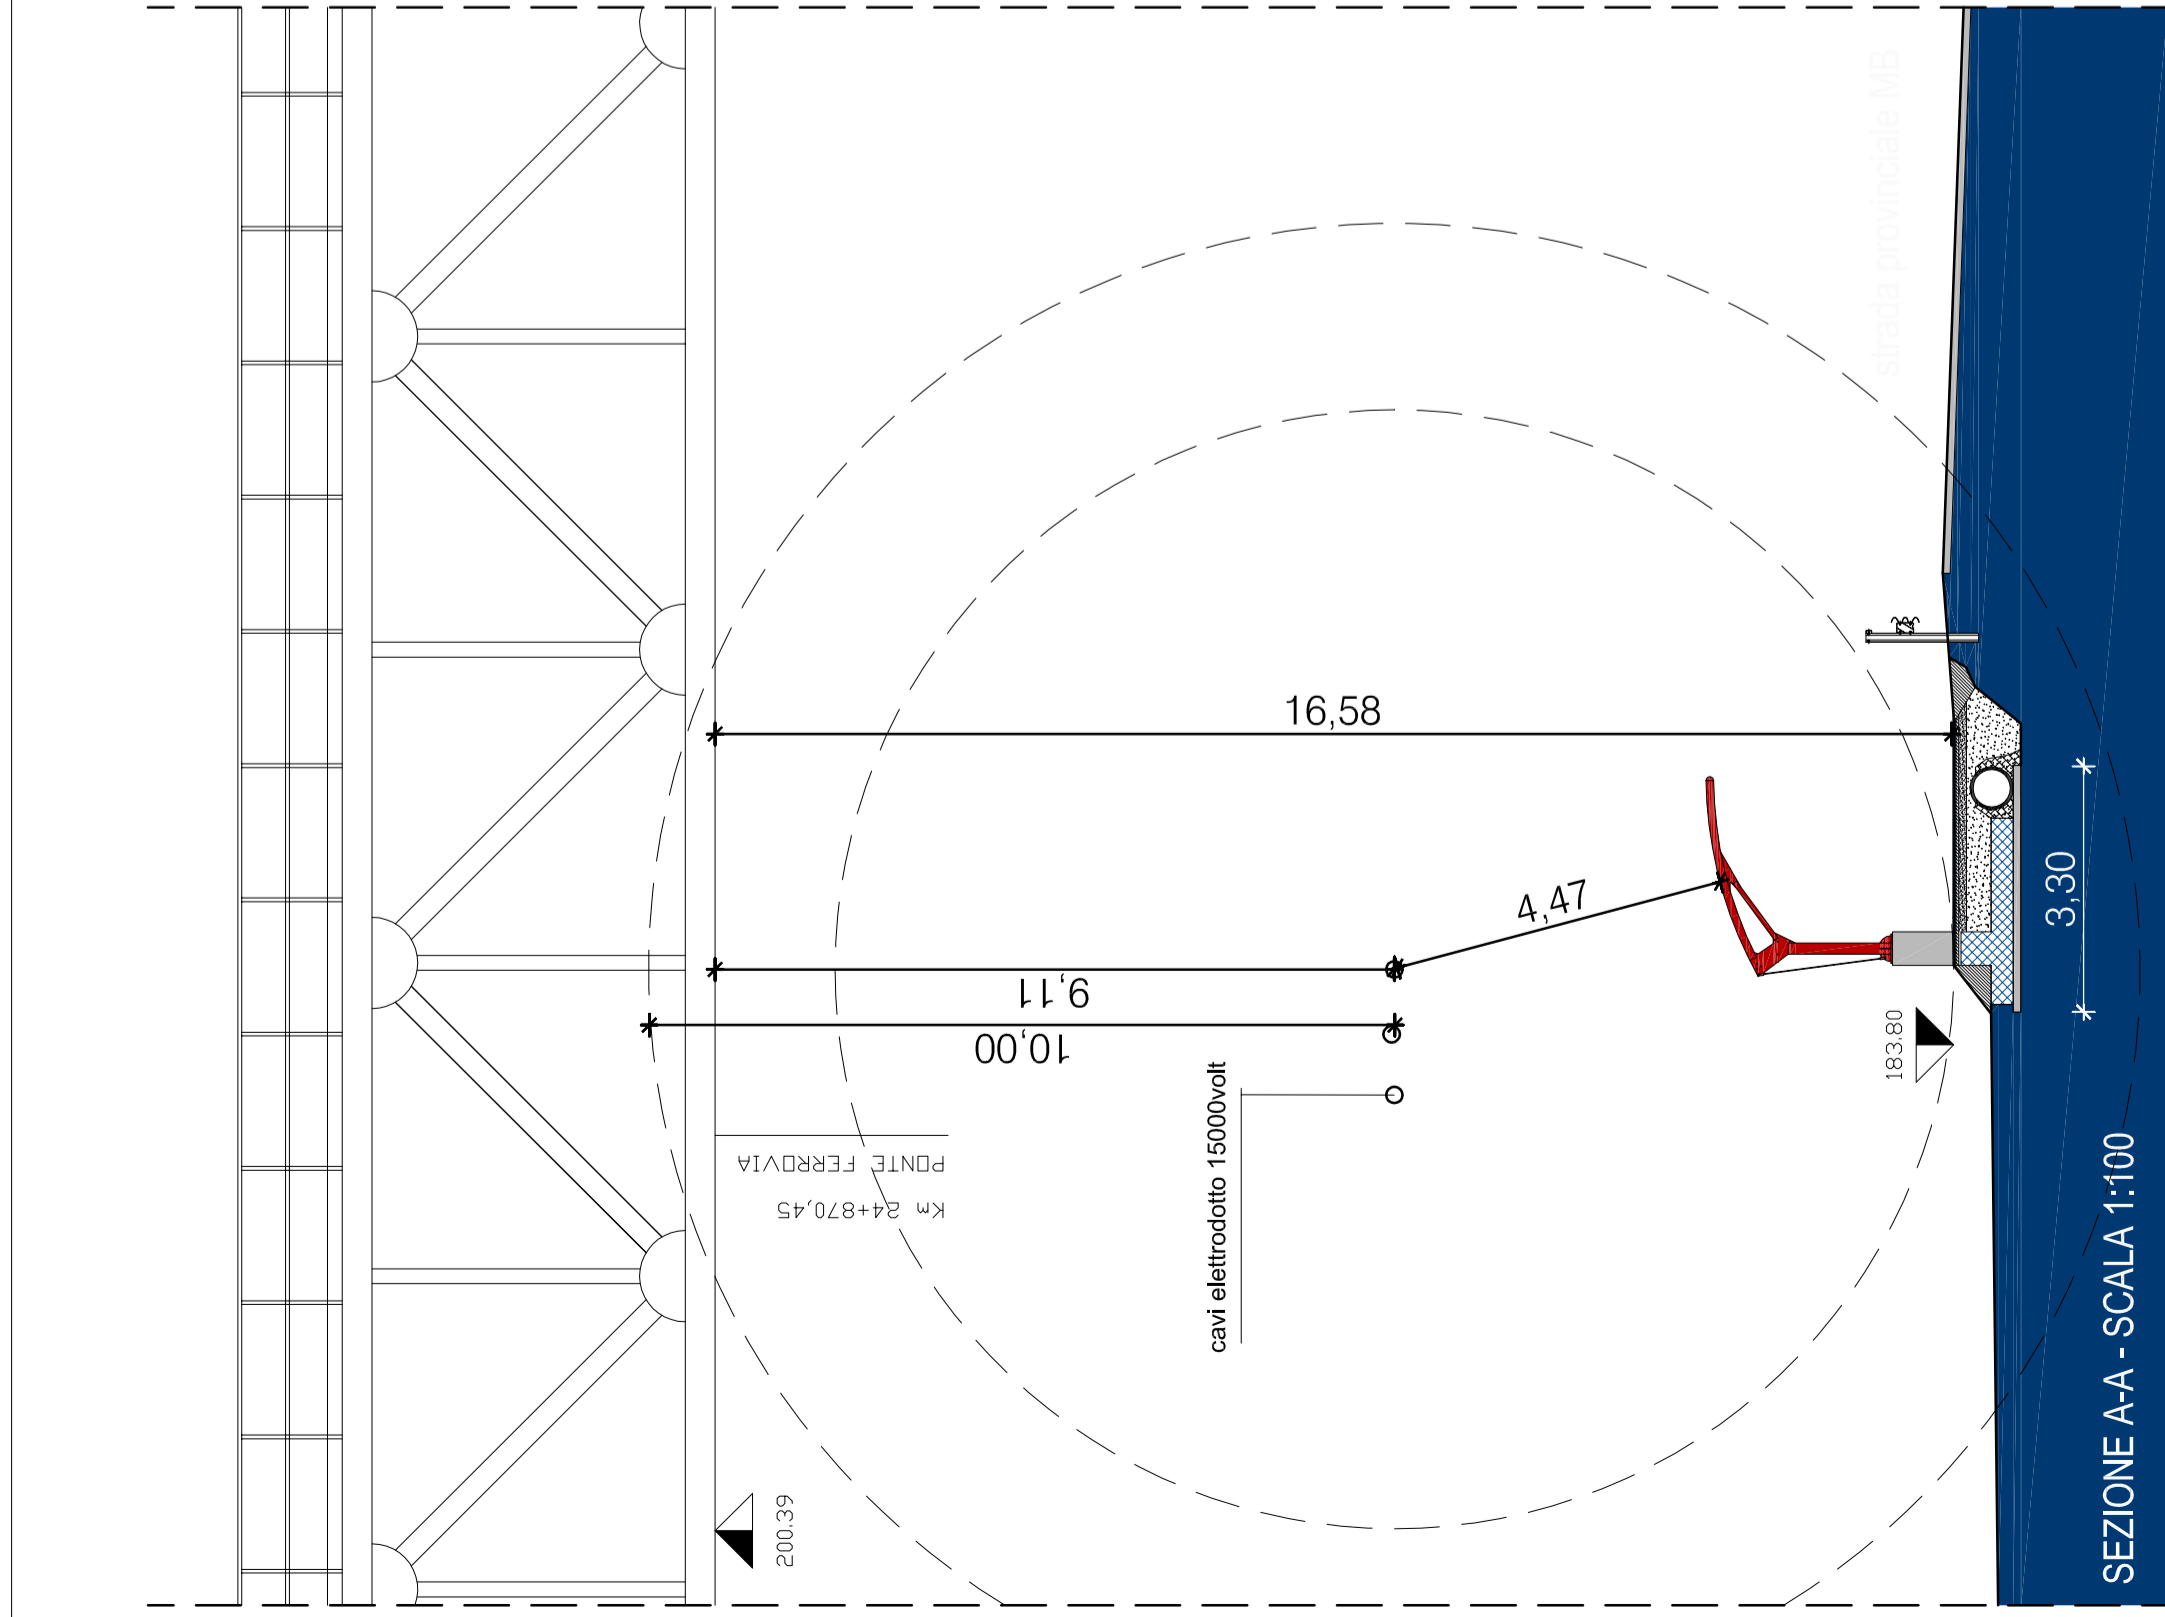 strada provinciale MB
16,58
4,47
9,11
10,00
3,30
183.80
cavi elettrodotto 15000volt
PONTE FERROVIA
Km 24+870,45
200.39
SEZIONE A-A - SCALA 1:100